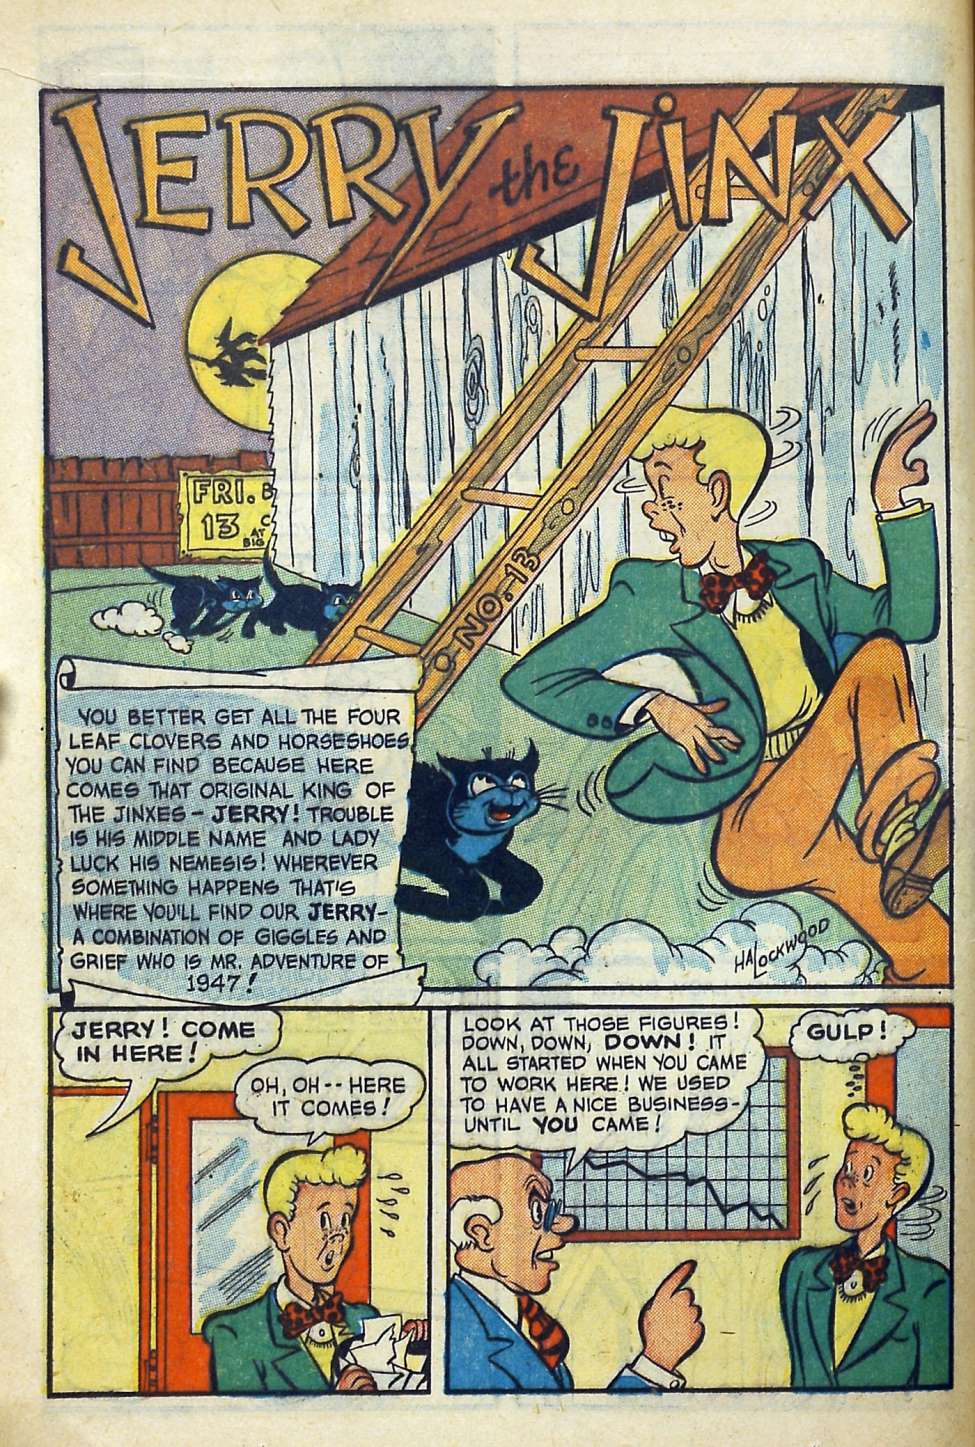 JERRY the JINX
FRI. B
13 C
AT
BIG
NO. 13
YOU BETTER GET ALL THE FOUR
LEAF CLOVERS AND HORSESHOES
YOU CAN FIND BECAUSE HERE
COMES THAT ORIGINAL KING OF
THE JINXES - JERRY! TROUBLE
IS HIS MIDDLE NAME AND LADY
LUCK HIS NEMESIS! WHEREVER
SOMETHING HAPPENS THAT'S
WHERE YOU'LL FIND OUR JERRY-
A COMBINATION OF GIGGLES AND
GRIEF WHO IS MR. ADVENTURE OF
1947!
HALOCKWOOD
JERRY! COME
IN HERE!
OH, OH -- HERE
IT COMES!
LOOK AT THOSE FIGURES!
DOWN, DOWN, DOWN! IT
ALL STARTED WHEN YOU CAME
TO WORK HERE! WE USED
TO HAVE A NICE BUSINESS-
UNTIL YOU CAME!
GULP!